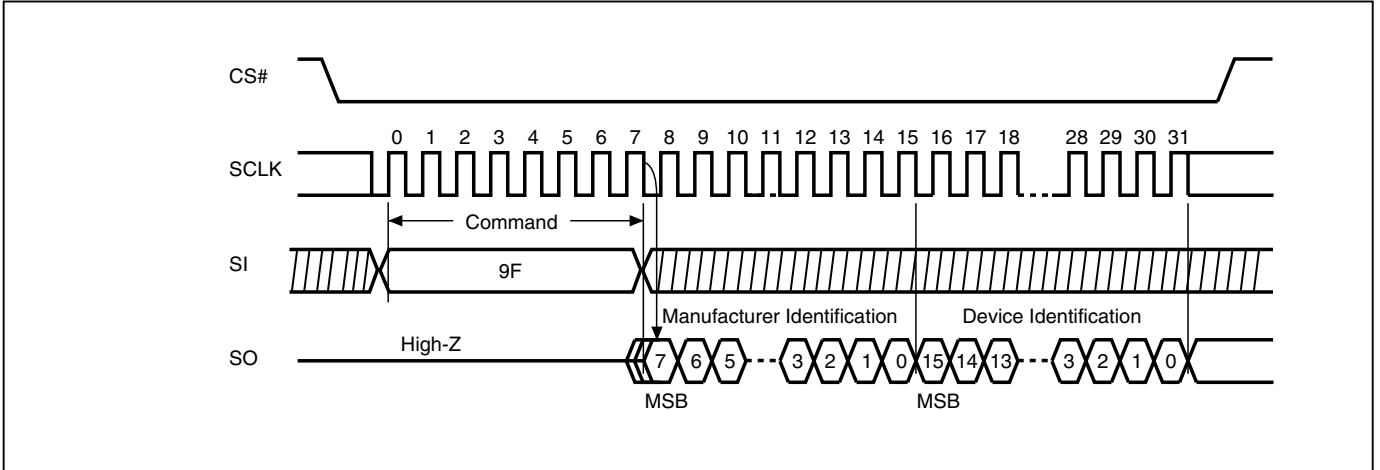 CS#
0 1 2 3 4 5 6 7 8 9 10 11 12 13 14 15 16 17 18 28 29 30 31
SCLK
Command
SI
9F
Manufacturer Identification Device Identification
High-Z
SO
7 6 5 3 2 1 0 15 14 13 3 2 1 0
MSB MSB